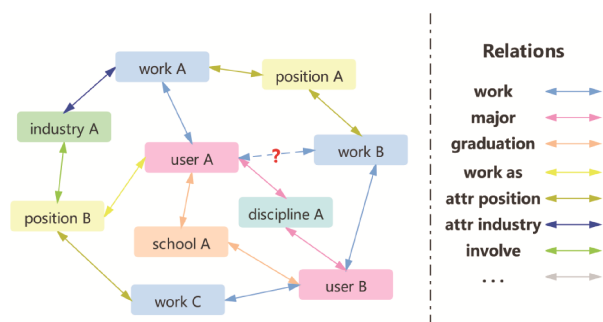 work A
position A
industry A
user A
?
work B
position B
discipline A
school A
work C
user B
Relations
work
major
graduation
work as
attr position
attr industry
involve
...